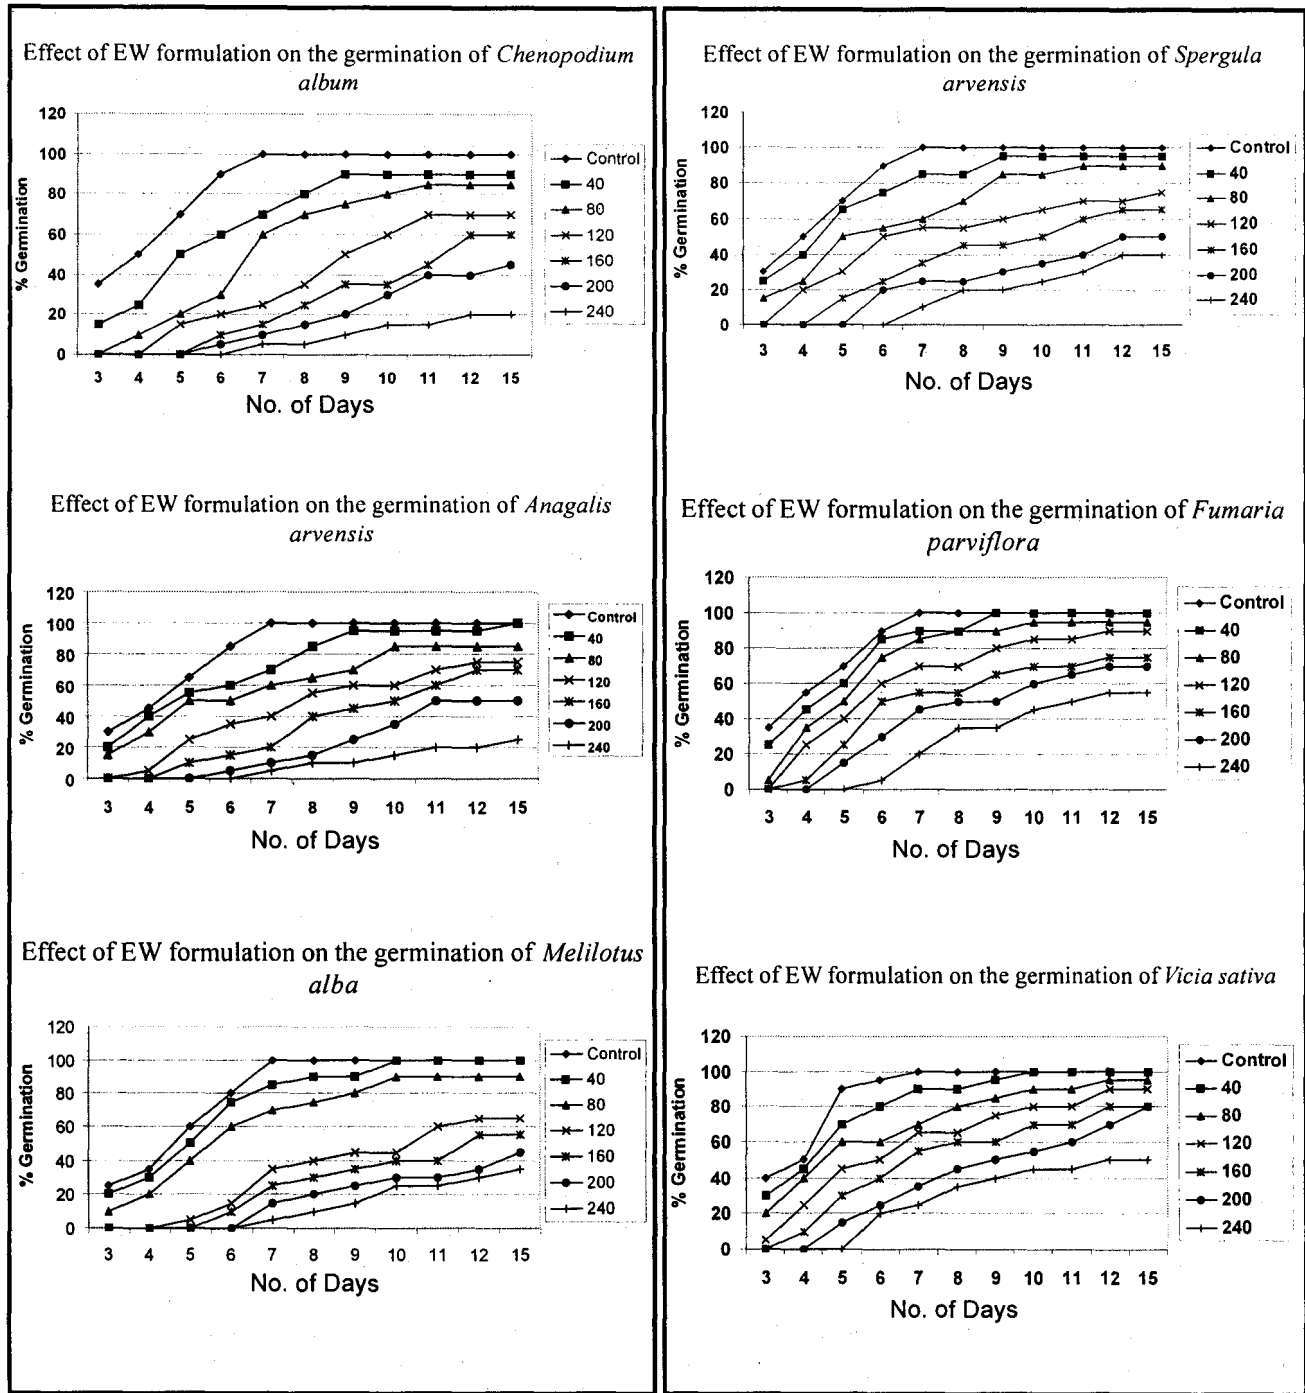 Effect of EW formulation on the germination of Chenopodium
album
120
100
80
60
40
20
0
% Germination
3 4 5 6 7 8 9 10 11 12 15
No. of Days
Control
40
80
120
160
200
240
Effect of EW formulation on the germination of Spergula
arvensis
120
100
80
60
40
20
0
% Germination
3 4 5 6 7 8 9 10 11 12 15
No. of Days
Control
40
80
120
160
200
240
Effect of EW formulation on the germination of Anagalis
arvensis
120
100
80
60
40
20
0
% Germination
3 4 5 6 7 8 9 10 11 12 15
No. of Days
Control
40
80
120
160
200
240
Effect of EW formulation on the germination of Fumaria
parviflora
120
100
80
60
40
20
0
% Germination
3 4 5 6 7 8 9 10 11 12 15
No. of Days
Control
40
80
120
160
200
240
Effect of EW formulation on the germination of Melilotus
alba
120
100
80
60
40
20
0
% Germination
3 4 5 6 7 8 9 10 11 12 15
No. of Days
Control
40
80
120
160
200
240
Effect of EW formulation on the germination of Vicia sativa
120
100
80
60
40
20
0
% Germination
3 4 5 6 7 8 9 10 11 12 15
No. of Days
Control
40
80
120
160
200
240